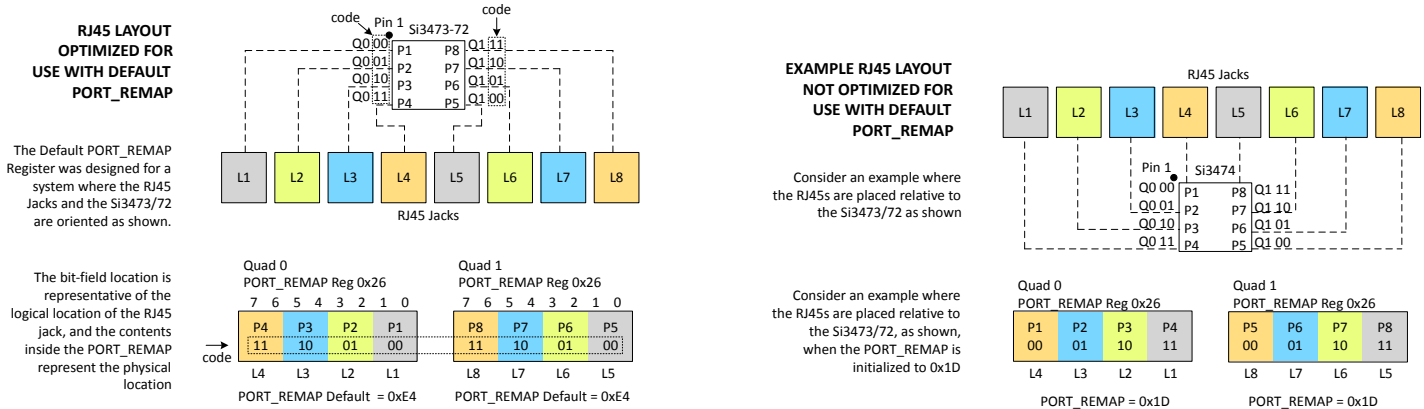 RJ45 LAYOUT
OPTIMIZED FOR
USE WITH DEFAULT
PORT_REMAP
code
Pin 1
Si3473-72
code
Q0 00 P1 P8 Q1 11
Q0 01 P2 P7 Q1 10
Q0 10 P3 P6 Q1 01
Q0 11 P4 P5 Q1 00
The Default PORT_REMAP
Register was designed for a
system where the RJ45
Jacks and the Si3473/72
are oriented as shown.
L1 L2 L3 L4 L5 L6 L7 L8
RJ45 Jacks
The bit-field location is
representative of the
logical location of the RJ45
jack, and the contents
inside the PORT_REMAP
represent the physical
location
code
Quad 0
PORT_REMAP Reg 0x26
7 6 5 4 3 2 1 0
P4 P3 P2 P1
11 10 01 00
L4 L3 L2 L1
PORT_REMAP Default = 0xE4
Quad 1
PORT_REMAP Reg 0x26
7 6 5 4 3 2 1 0
P8 P7 P6 P5
11 10 01 00
L8 L7 L6 L5
PORT_REMAP Default = 0xE4
EXAMPLE RJ45 LAYOUT
NOT OPTIMIZED FOR
USE WITH DEFAULT
PORT_REMAP
RJ45 Jacks
L1 L2 L3 L4 L5 L6 L7 L8
Consider an example where
the RJ45s are placed relative to
the Si3473/72 as shown
Pin 1
Si3474
Q0 00 P1 P8 Q1 11
Q0 01 P2 P7 Q1 10
Q0 10 P3 P6 Q1 01
Q0 11 P4 P5 Q1 00
Consider an example where
the RJ45s are placed relative to
the Si3473/72, as shown,
when the PORT_REMAP is
initialized to 0x1D
Quad 0
PORT_REMAP Reg 0x26
P1 P2 P3 P4
00 01 10 11
L4 L3 L2 L1
PORT_REMAP = 0x1D
Quad 1
PORT_REMAP Reg 0x26
P5 P6 P7 P8
00 01 10 11
L8 L7 L6 L5
PORT_REMAP = 0x1D